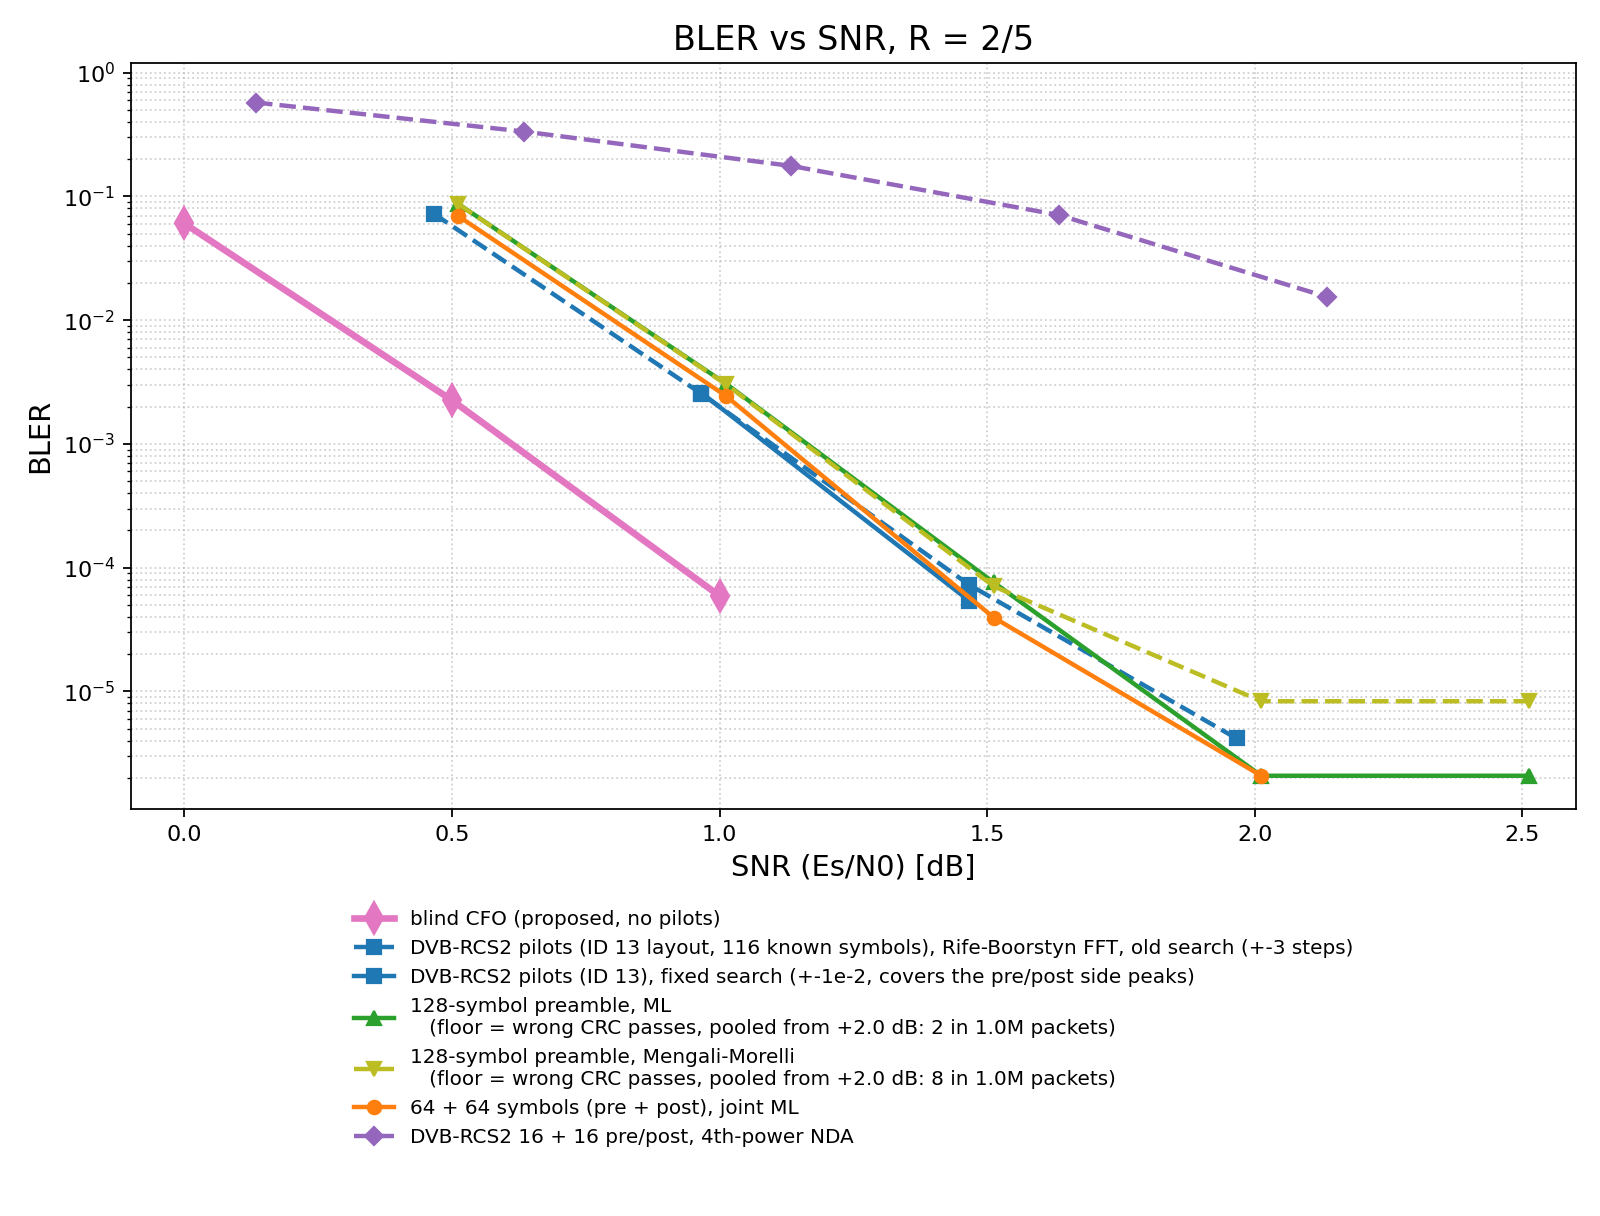 BLER vs SNR, R = 2/5
10⁰
10⁻¹
10⁻²
10⁻³
10⁻⁴
10⁻⁵
BLER
0.0 0.5 1.0 1.5 2.0 2.5
SNR (Es/N0) [dB]
blind CFO (proposed, no pilots)
DVB-RCS2 pilots (ID 13 layout, 116 known symbols), Rife-Boorstyn FFT, old search (+-3 steps)
DVB-RCS2 pilots (ID 13), fixed search (+-1e-2, covers the pre/post side peaks)
128-symbol preamble, ML
(floor = wrong CRC passes, pooled from +2.0 dB: 2 in 1.0M packets)
128-symbol preamble, Mengali-Morelli
(floor = wrong CRC passes, pooled from +2.0 dB: 8 in 1.0M packets)
64 + 64 symbols (pre + post), joint ML
DVB-RCS2 16 + 16 pre/post, 4th-power NDA